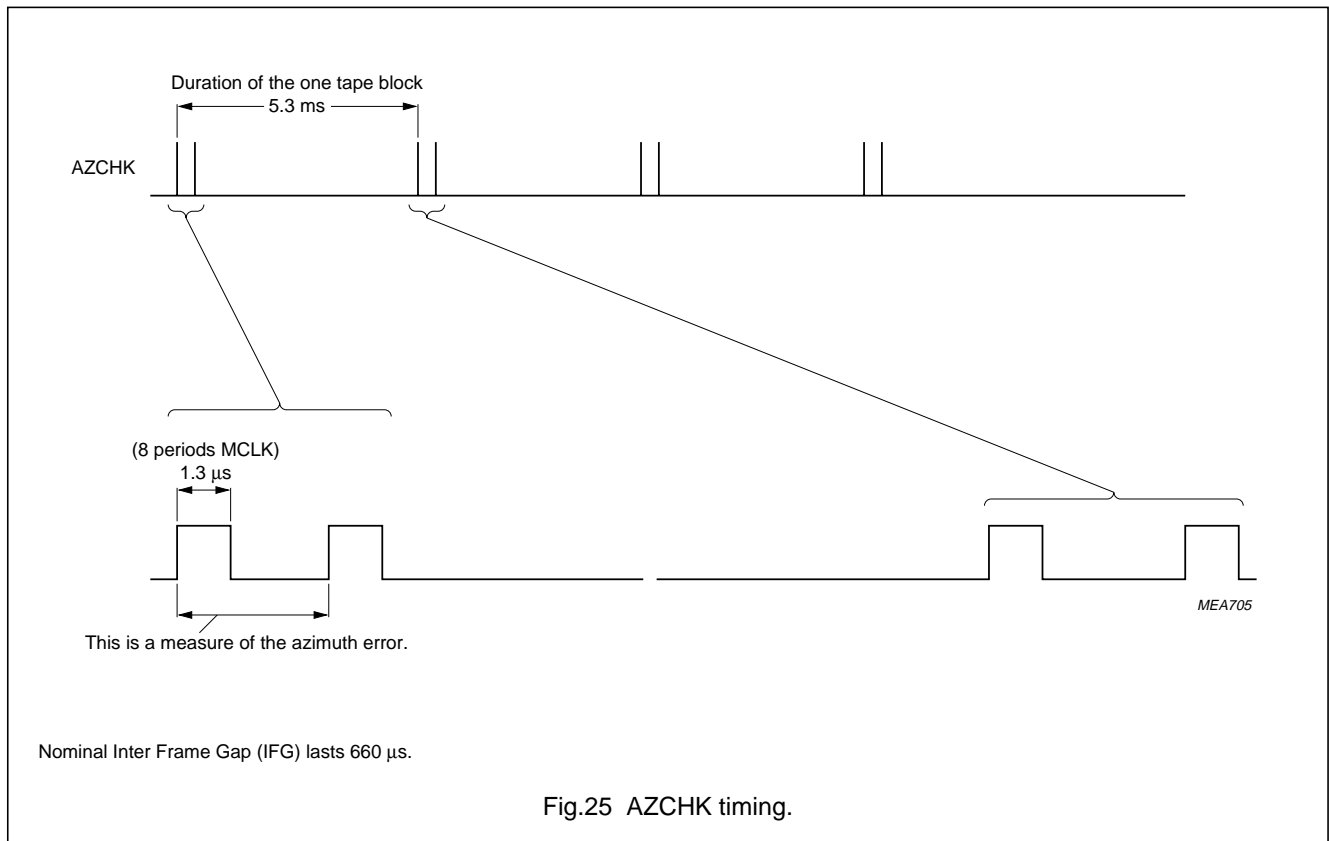 Duration of the one tape block
5.3 ms
AZCHK
(8 periods MCLK)
1.3 µs
MEA705
This is a measure of the azimuth error.
Nominal Inter Frame Gap (IFG) lasts 660 µs.
Fig.25 AZCHK timing.